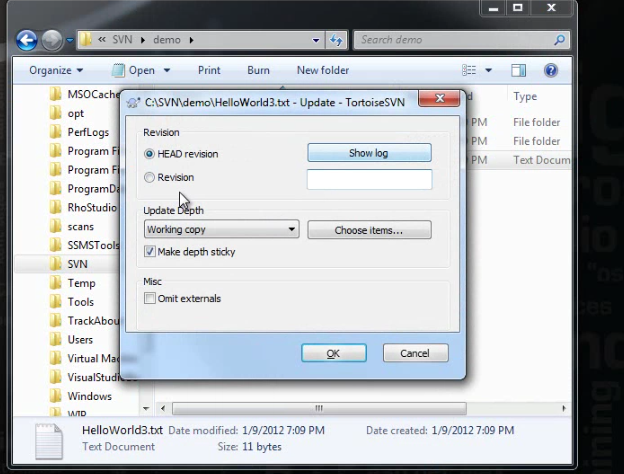 « SVN ▸ demo ▸
Search demo
Organize Open Print Burn New folder
Type
MSOCache
opt
PerfLogs
Program
Program
ProgramDa
RhoStudio
scans
SSMSTools
SVN
Temp
Tools
TrackAbou
Users
Virtual Mac
VisualStudio
Windows
WIP
PM File folder
PM File folder
PM Text Docum
C:\SVN\demo\HelloWorld3.txt - Update - TortoiseSVN
Revision
HEAD revision
Show log
Revision
Update Depth
Working copy
Choose items...
Make depth sticky
Misc
Omit externals
OK
Cancel
HelloWorld3.txt Date modified: 1/9/2012 7:09 PM Date created: 1/9/2012 7:09 PM
Text Document Size: 11 bytes